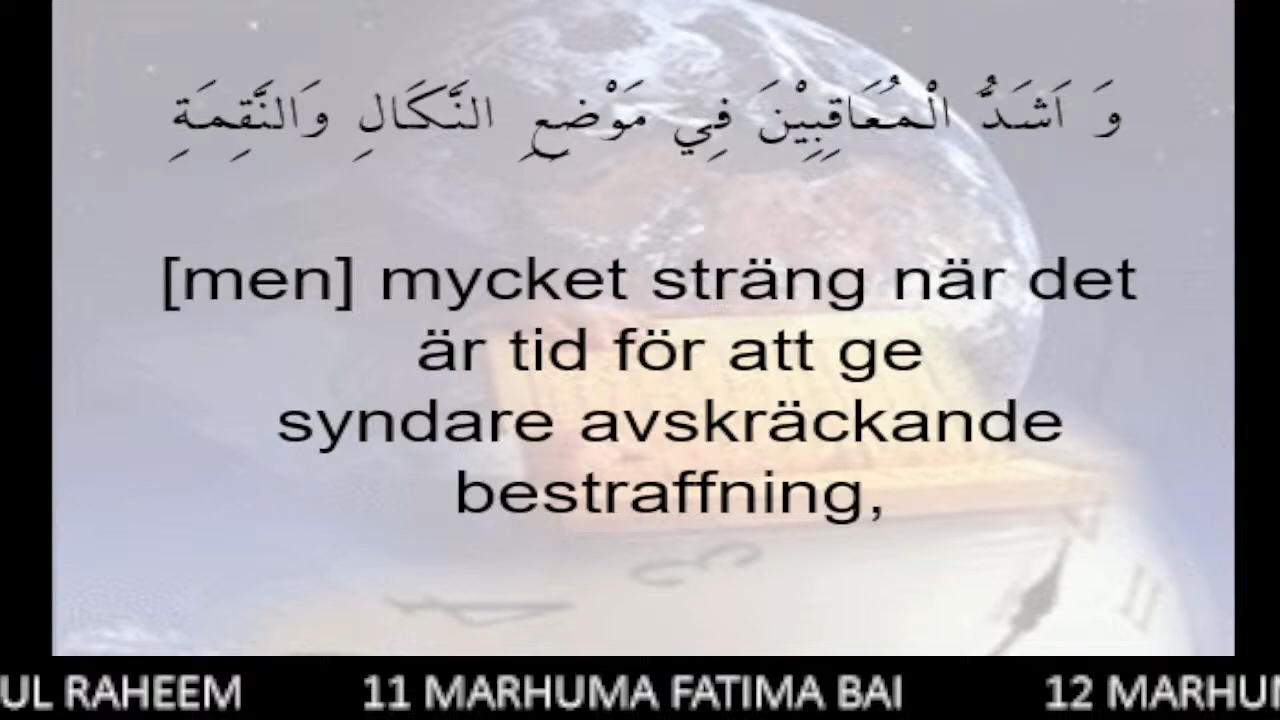 وَ اَشَدُّ الْمُعَاقِبِيْنَ فِي مَوْضِعِ النَّكَالِ وَالنَّقِمَةِ
[men] mycket sträng när det
är tid för att ge
syndare avskräckande
bestraffning,
UL RAHEEM 11 MARHUMA FATIMA BAI 12 MARHU